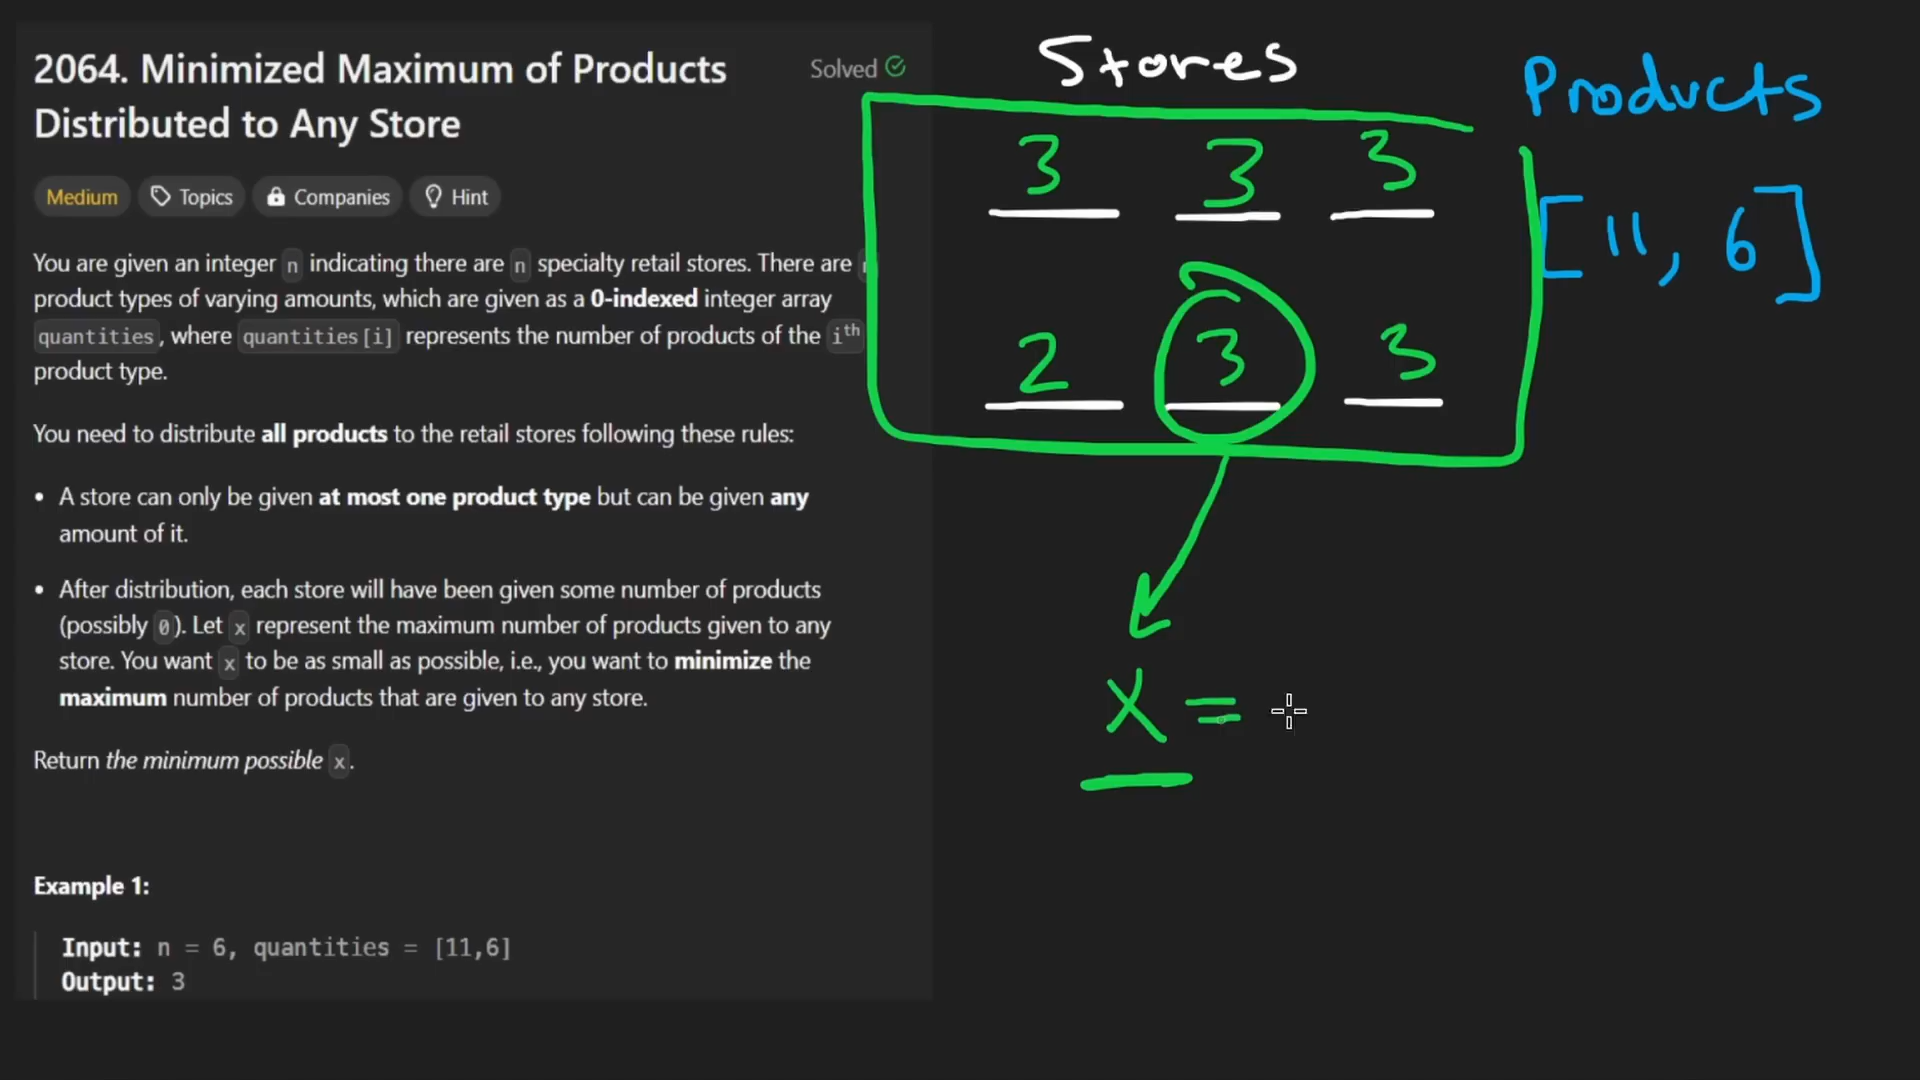 2064. Minimized Maximum of Products
Distributed to Any Store
Solved
Medium
Topics
Companies
Hint
You are given an integer n indicating there are n specialty retail stores. There are
product types of varying amounts, which are given as a 0-indexed integer array
quantities, where quantities[i] represents the number of products of the ith
product type.
You need to distribute all products to the retail stores following these rules:
• A store can only be given at most one product type but can be given any
amount of it.
• After distribution, each store will have been given some number of products
(possibly 0). Let x represent the maximum number of products given to any
store. You want x to be as small as possible, i.e., you want to minimize the
maximum number of products that are given to any store.
Return the minimum possible x.
Example 1:
Input: n = 6, quantities = [11,6]
Output: 3
Stores
3 3 3
2 3 3
x =
Products
[11, 6]